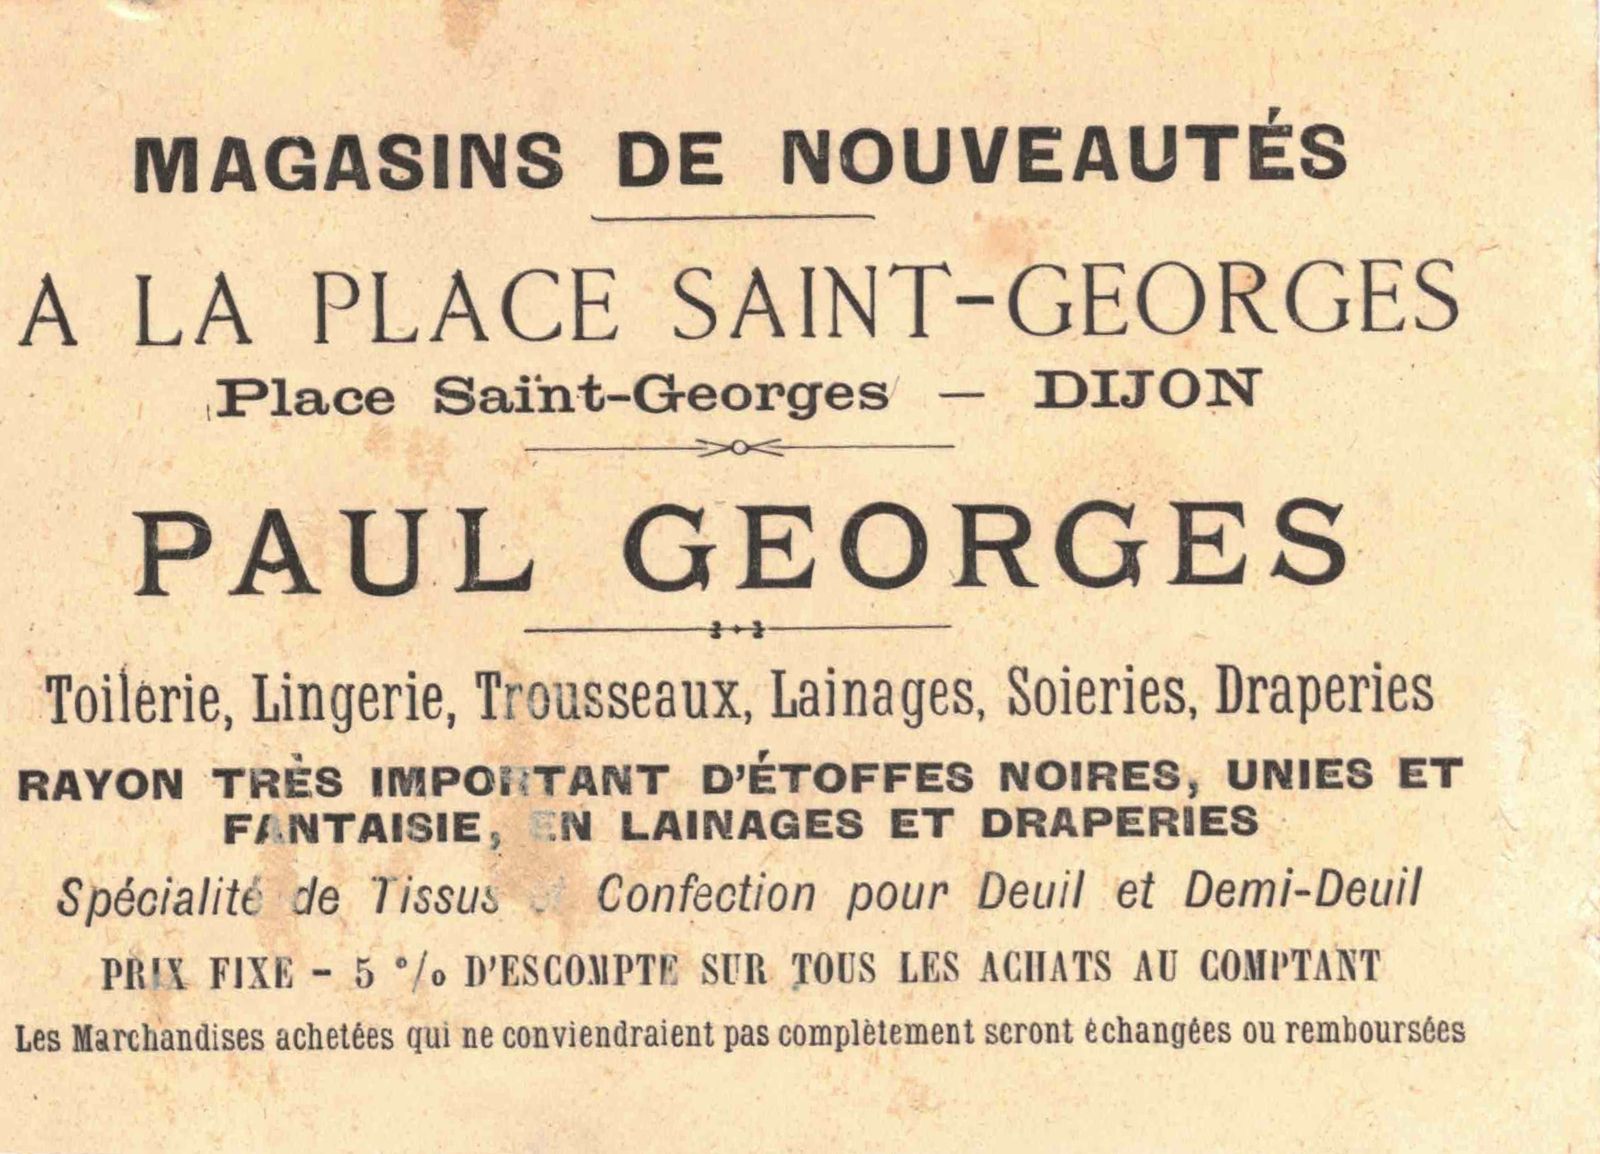 MAGASINS DE NOUVEAUTÉS
A LA PLACE SAINT-GEORGES
Place Saint-Georges — DIJON
PAUL GEORGES
Toilerie, Lingerie, Trousseaux, Lainages, Soieries, Draperies
RAYON TRÈS IMPORTANT D'ÉTOFFES NOIRES, UNIES ET
FANTAISIE, EN LAINAGES ET DRAPERIES
Spécialité de Tissus et Confection pour Deuil et Demi-Deuil
PRIX FIXE – 5 % D'ESCOMPTE SUR TOUS LES ACHATS AU COMPTANT
Les Marchandises achetées qui ne conviendraient pas complètement seront échangées ou remboursées